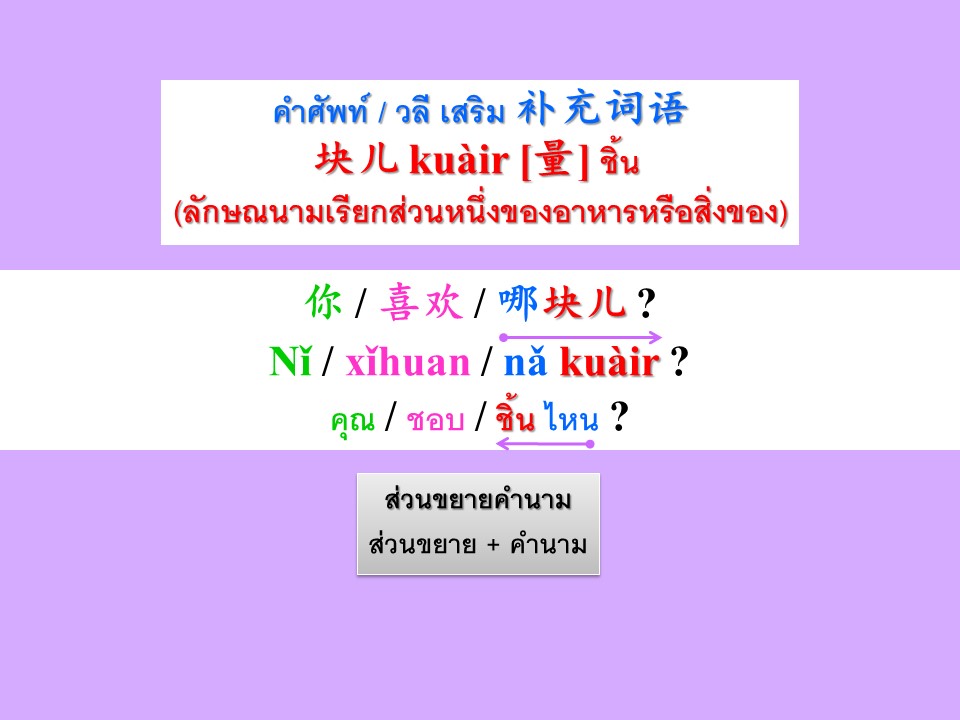 คำศัพท์ / วลี เสริม 补充词语
块儿 kuàir [量] ชิ้น
(ลักษณนามเรียกส่วนหนึ่งของอาหารหรือสิ่งของ)
你 / 喜欢 / 哪块儿 ?
Nǐ / xǐhuan / nǎ kuàir ?
คุณ / ชอบ / ชิ้น ไหน ?
ส่วนขยายคำนาม
ส่วนขยาย + คำนาม